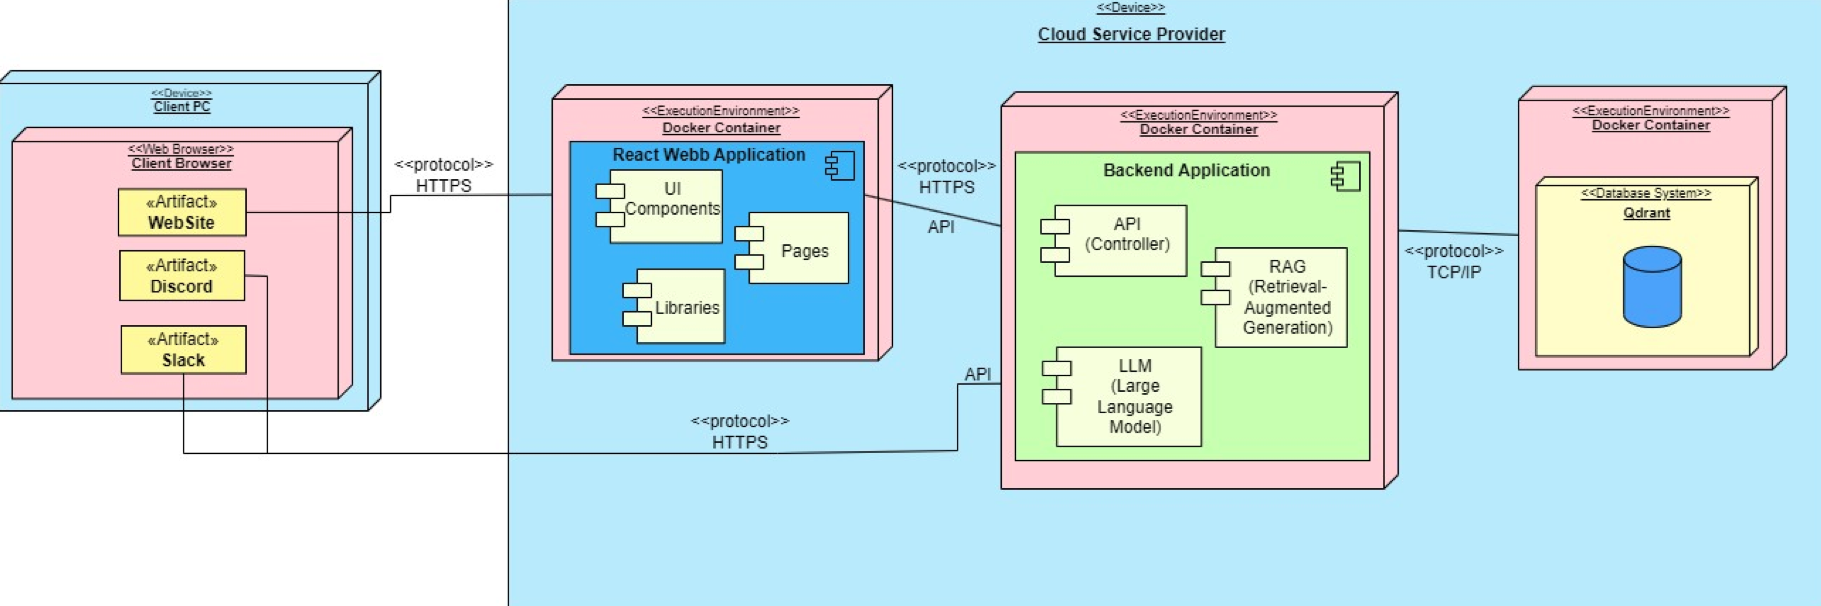 <<Device>>
Cloud Service Provider
<<Device>>
Client PC
<<Web Browser>>
Client Browser
«Artifact»
WebSite
«Artifact»
Discord
«Artifact»
Slack
<<protocol>>
HTTPS
<<ExecutionEnvironment>>
Docker Container
React Webb Application
UI
Components
Pages
Libraries
<<protocol>>
HTTPS
API
<<protocol>>
HTTPS
API
<<ExecutionEnvironment>>
Docker Container
Backend Application
API
(Controller)
RAG
(Retrieval-
Augmented
Generation)
LLM
(Large
Language
Model)
<<protocol>>
TCP/IP
<<ExecutionEnvironment>>
Docker Container
<<Database System>>
Qdrant